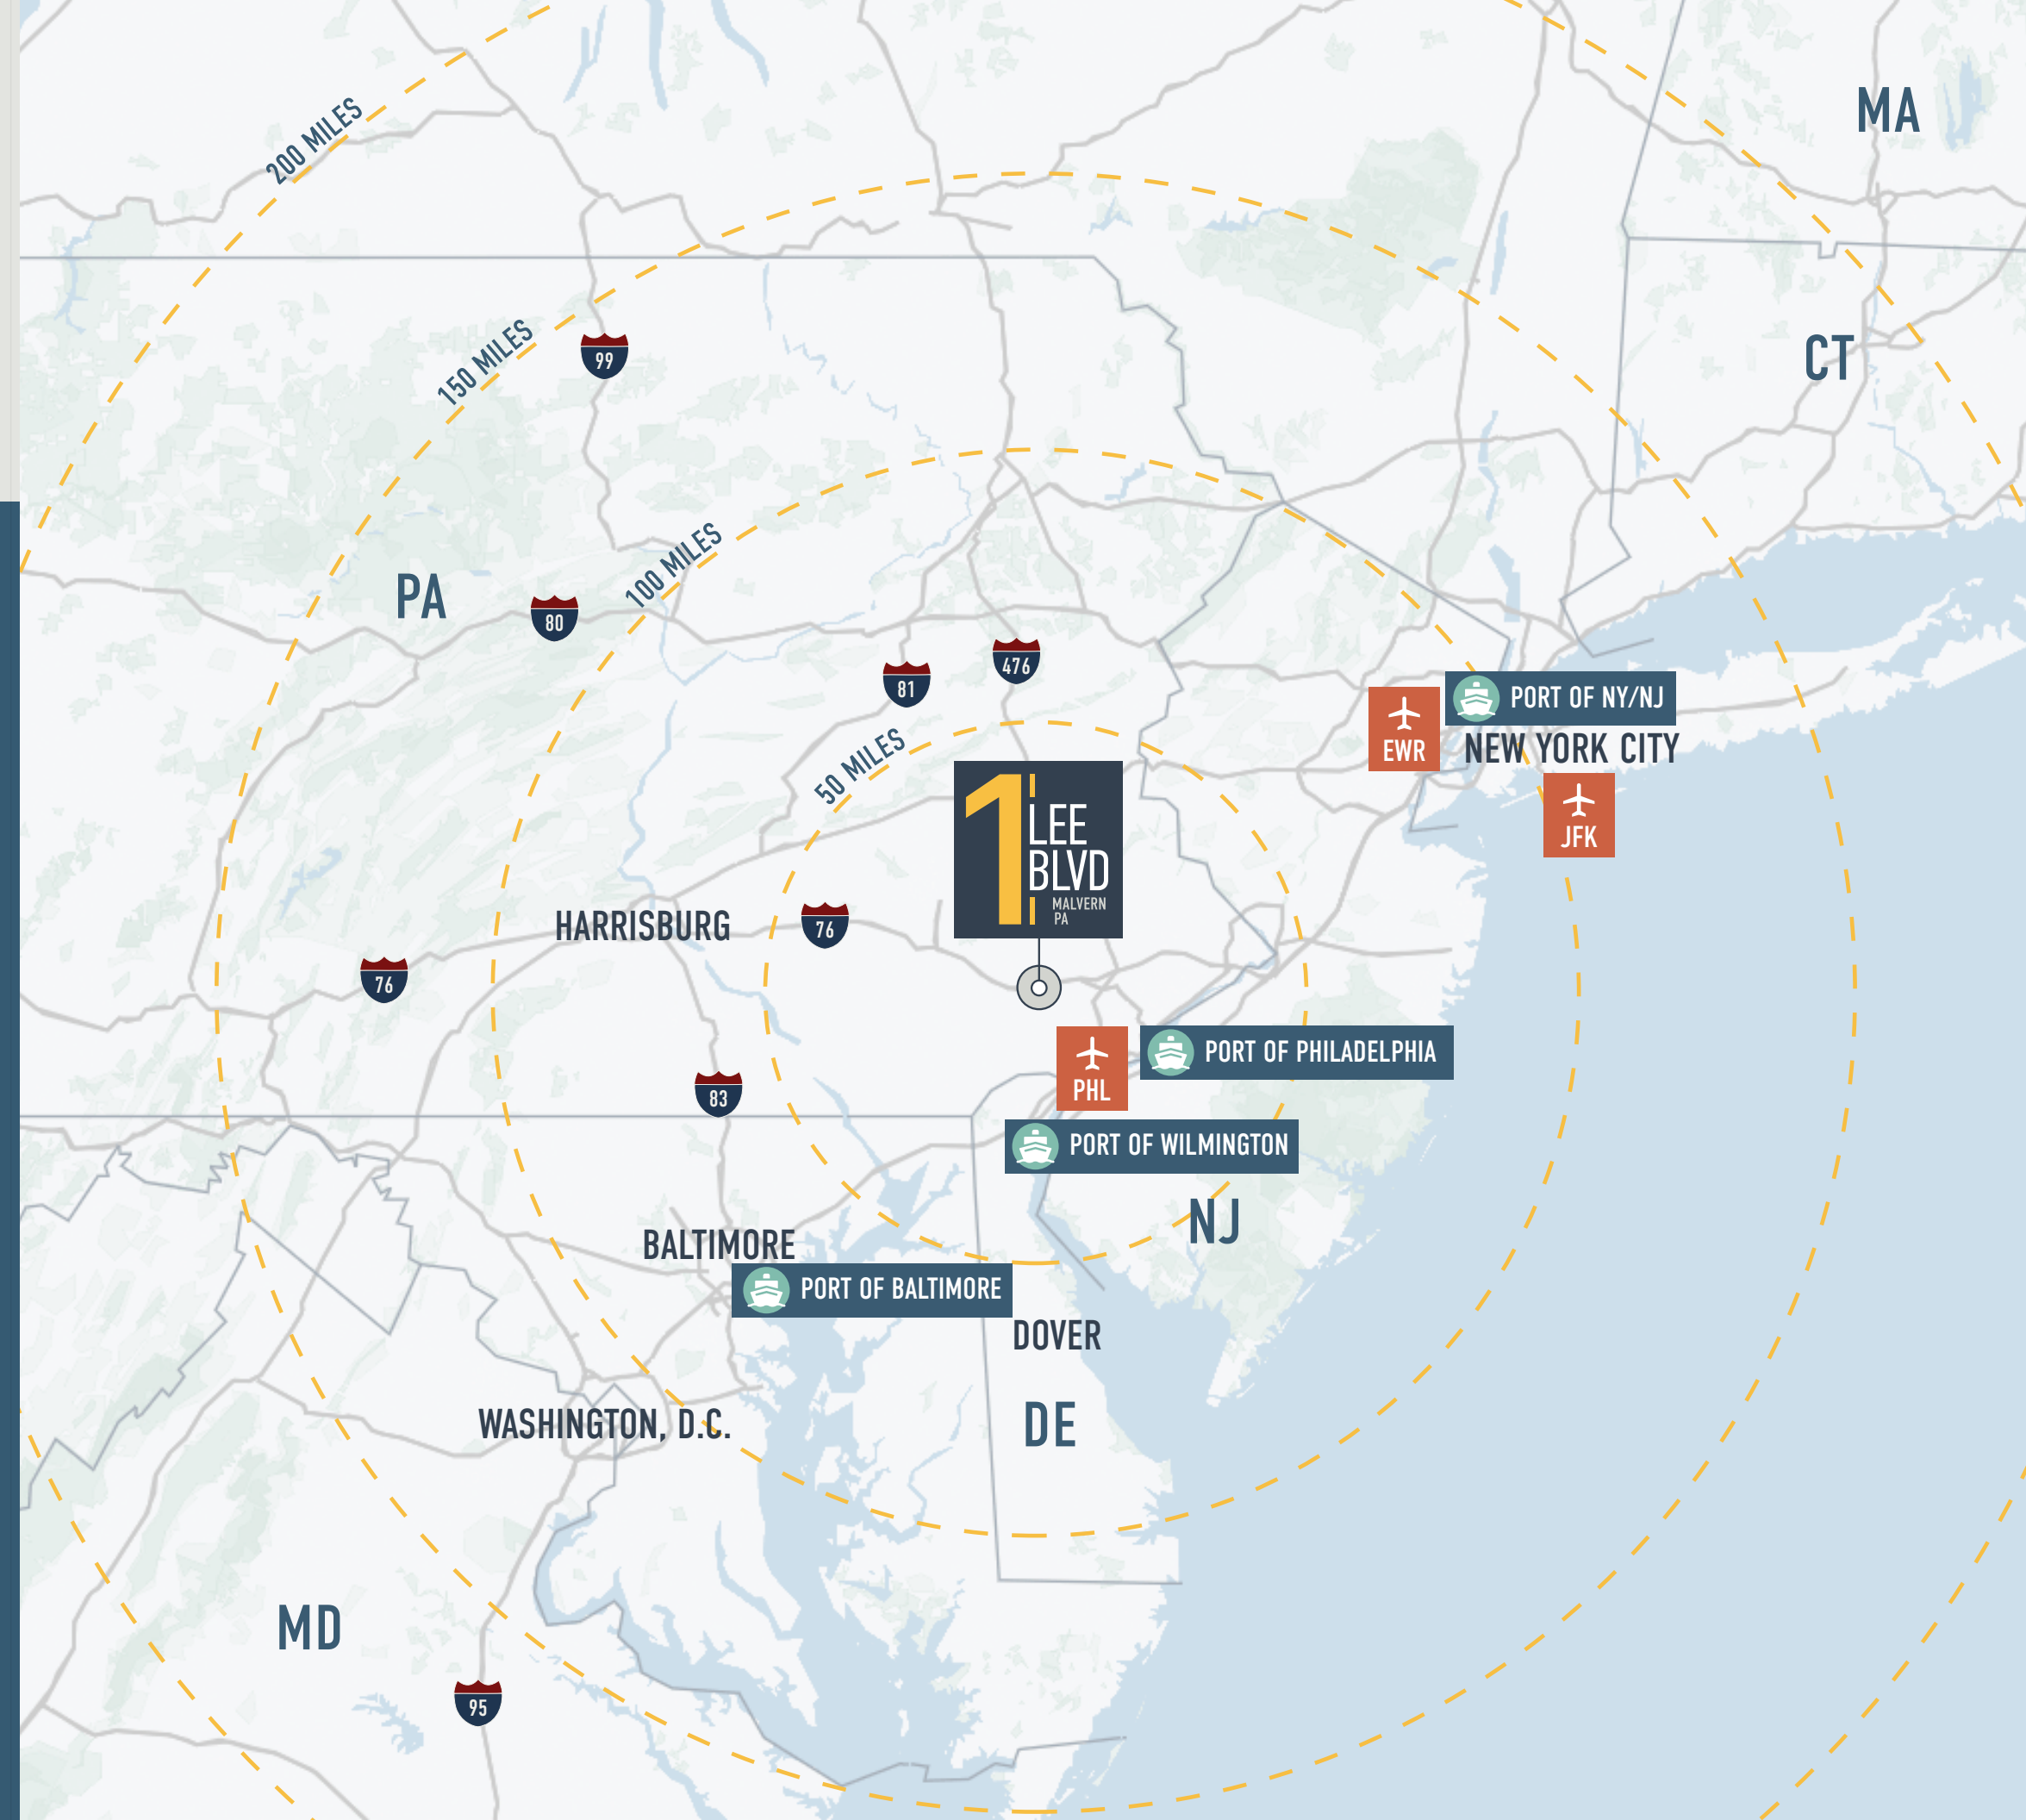 MA
200 MILES
CT
99
150 MILES
100 MILES
PA
80
476
81
PORT OF NY/NJ
EWR
NEW YORK CITY
50 MILES
JFK
1 LEE
BLVD
MALVERN
PA
HARRISBURG
76
76
PORT OF PHILADELPHIA
PHL
83
PORT OF WILMINGTON
NJ
BALTIMORE
PORT OF BALTIMORE
DOVER
WASHINGTON, D.C.
DE
MD
95